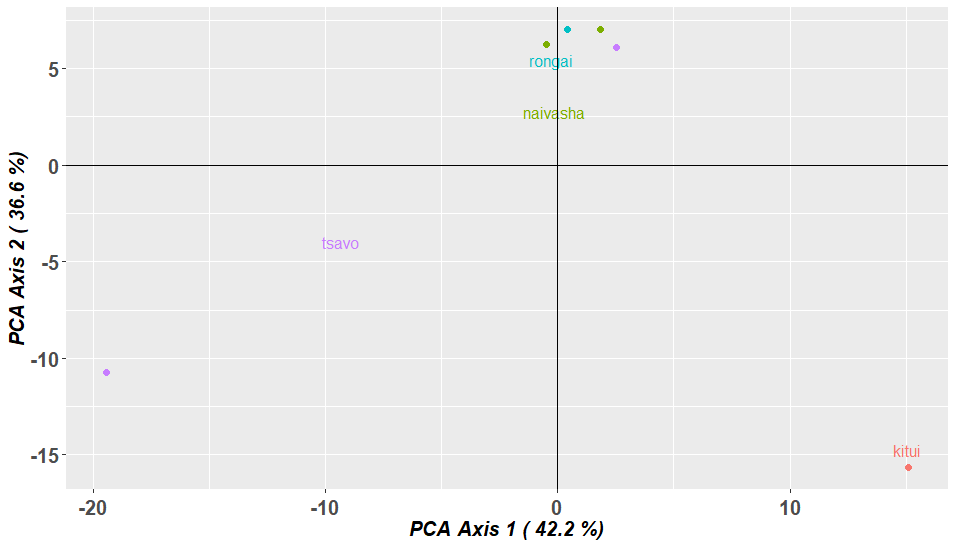 5
0
-5
-10
-15
PCA Axis 2 ( 36.6 %)
rongai
naivasha
tsavo
kitui
-20
-10
0
10
PCA Axis 1 ( 42.2 %)